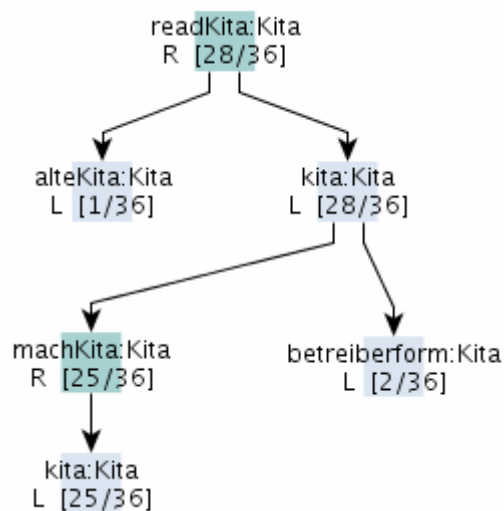 readKita:Kita
R [28/36]
alteKita:Kita
L [1/36]
kita:Kita
L [28/36]
machKita:Kita
R [25/36]
betreiberform:Kita
L [2/36]
kita:Kita
L [25/36]